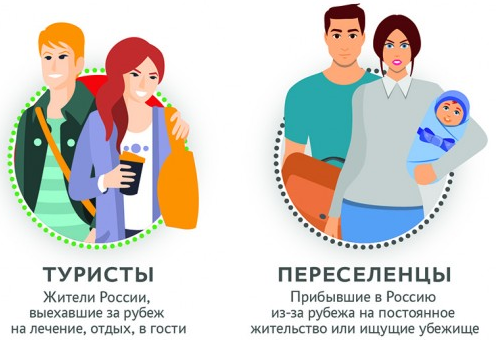 ТУРИСТЫ
Жители России,
выехавшие за рубеж
на лечение, отдых, в гости
ПЕРЕСЕЛЕНЦЫ
Прибывшие в Россию
из-за рубежа на постоянное
жительство или ищущие убежище